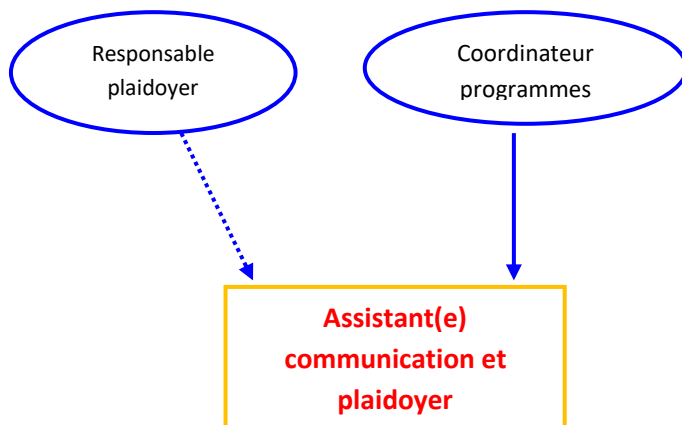 Responsable
plaidoyer
Coordinateur
programmes
Assistant(e)
communication et
plaidoyer